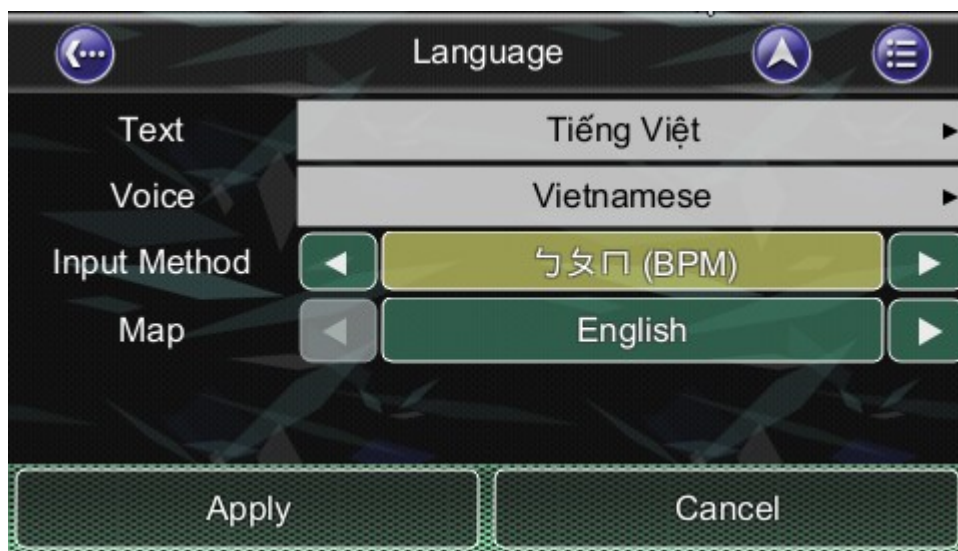 Language
Text
Tiếng Việt
Voice
Vietnamese
Input Method
ㄅㄆㄇ (BPM)
Map
English
Apply
Cancel